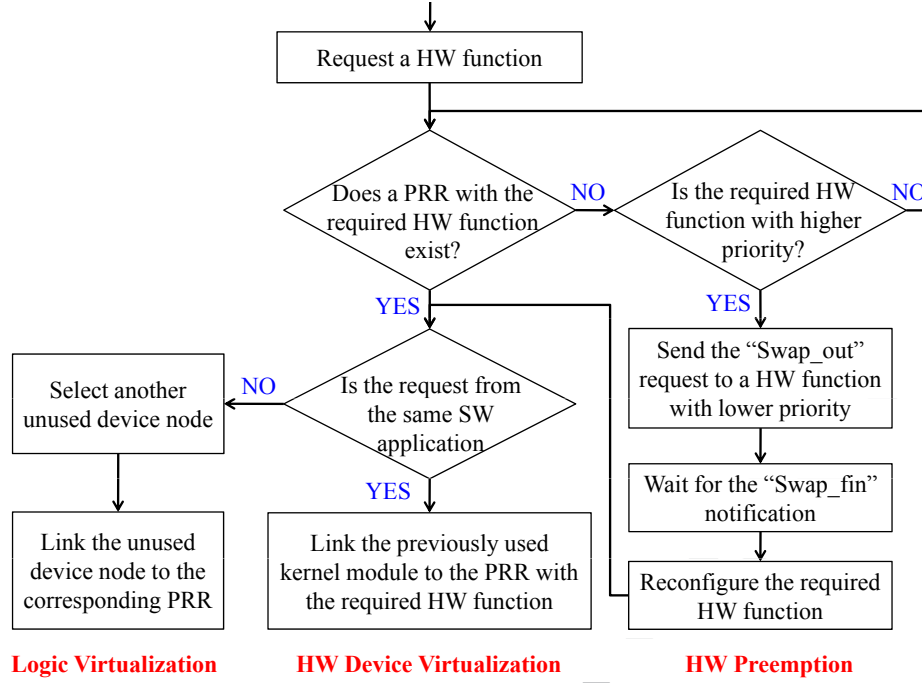 Request a HW function
Does a PRR with the
required HW function
exist?
NO
Is the required HW
function with higher
priority?
NO
YES
YES
Send the “Swap_out”
request to a HW function
with lower priority
Select another
unused device node
NO
Is the request from
the same SW
application
YES
Wait for the “Swap_fin”
notification
Link the unused
device node to the
corresponding PRR
Link the previously used
kernel module to the PRR with
the required HW function
Reconfigure the required
HW function
Logic Virtualization
HW Device Virtualization
HW Preemption